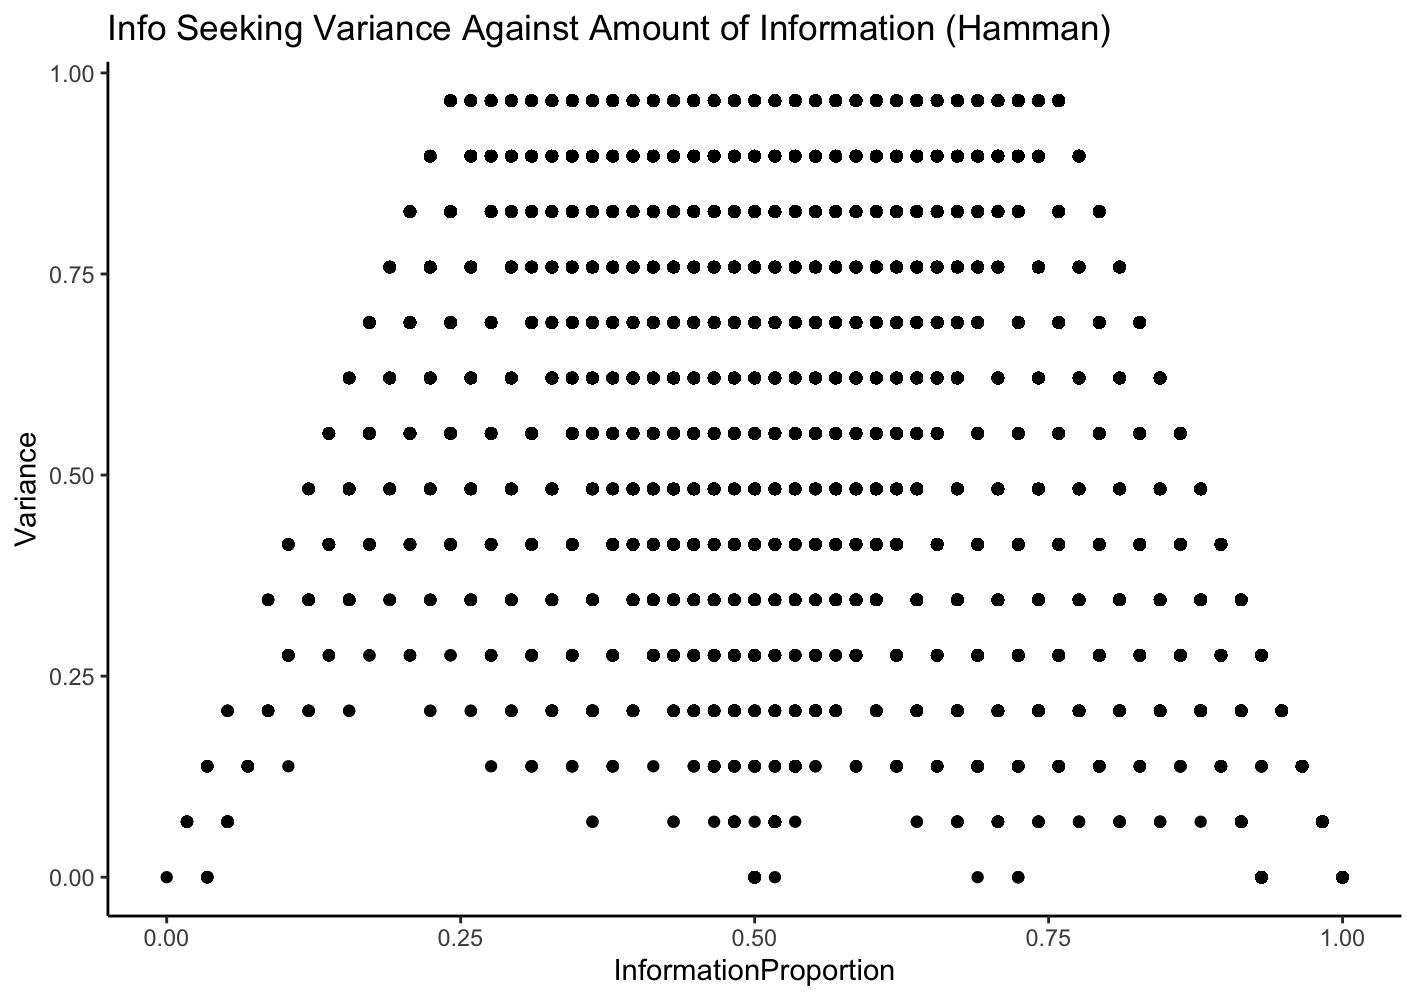 Info Seeking Variance Against Amount of Information (Hamman)
1.00
0.75
0.50
0.25
0.00
Variance
0.00 0.25 0.50 0.75 1.00
InformationProportion